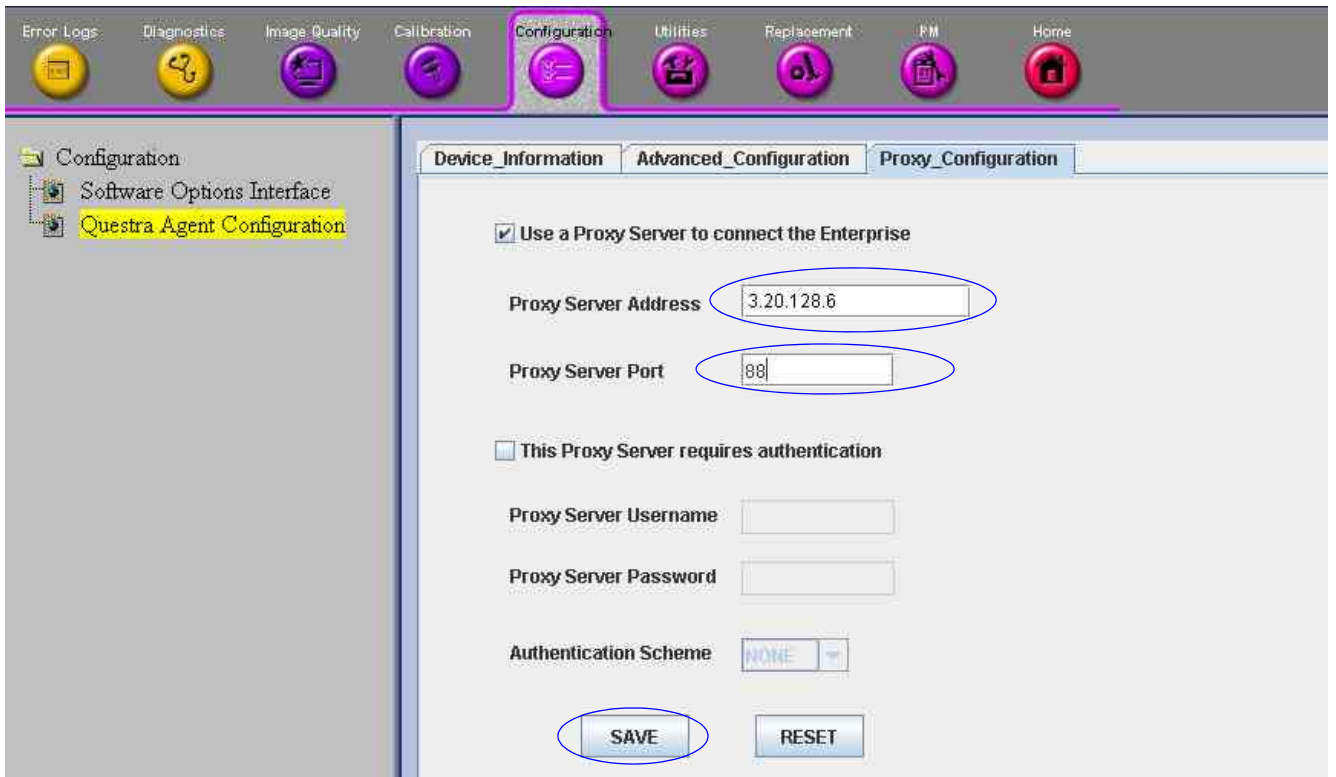 Error Logs Diagnostics Image Quality Calibration Configuration Utilities Replacement PM Home
Configuration
Software Options Interface
Questra Agent Configuration
Device_Information Advanced_Configuration Proxy_Configuration
Use a Proxy Server to connect the Enterprise
Proxy Server Address 3.20.128.6
Proxy Server Port 88
This Proxy Server requires authentication
Proxy Server Username
Proxy Server Password
Authentication Scheme NONE
SAVE RESET